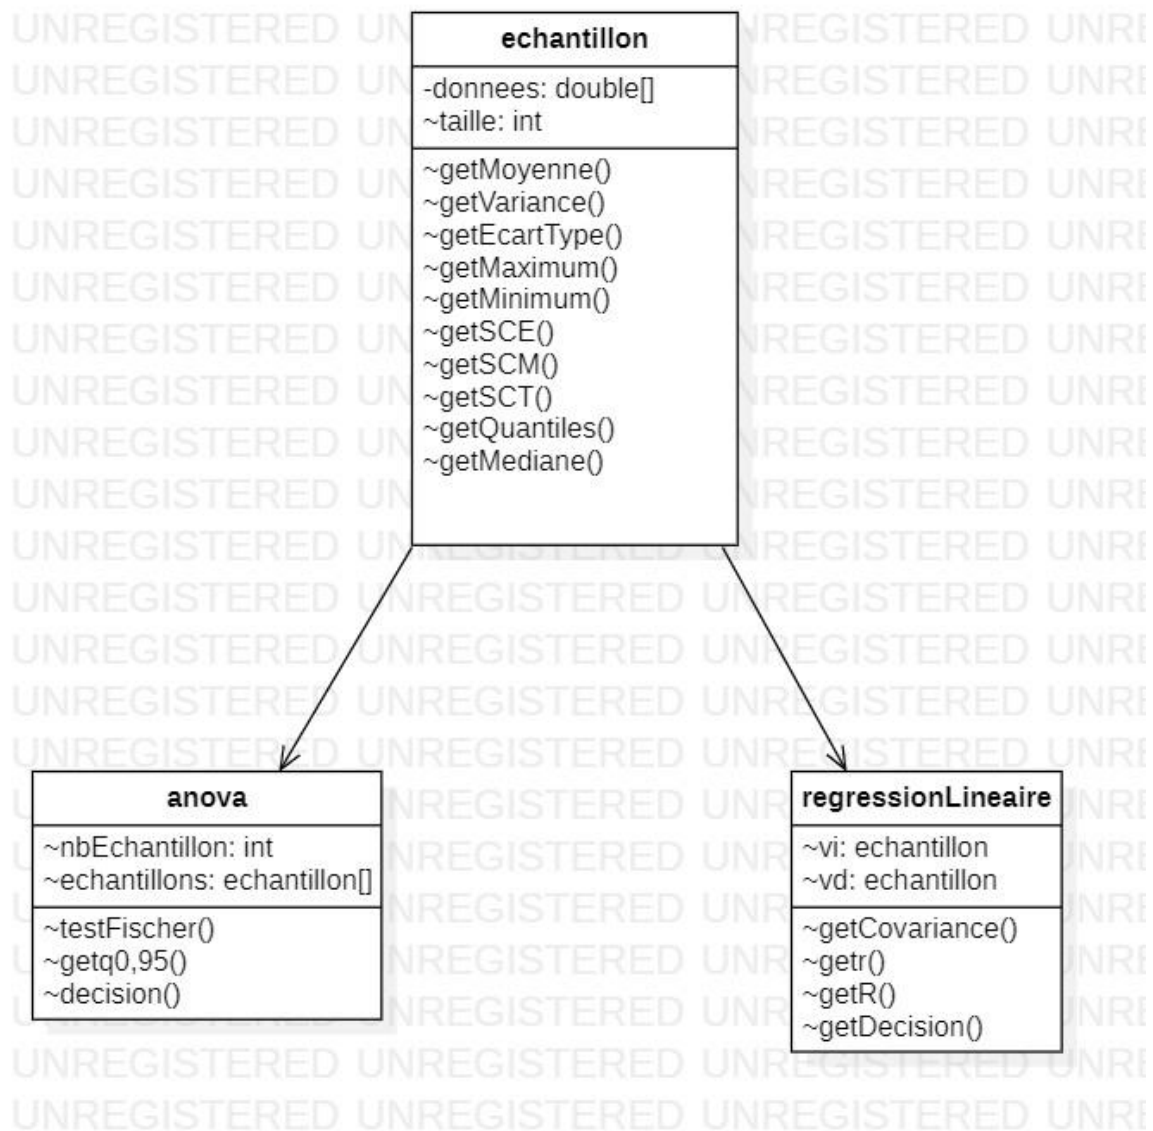 echantillon
-donnees: double[]
~taille: int
~getMoyenne()
~getVariance()
~getEcartType()
~getMaximum()
~getMinimum()
~getSCE()
~getSCM()
~getSCT()
~getQuantiles()
~getMediane()
anova
~nbEchantillon: int
~echantillons: echantillon[]
~testFischer()
~getq0,95()
~decision()
regressionLineaire
~vi: echantillon
~vd: echantillon
~getCovariance()
~getr()
~getR()
~getDecision()
UNREGISTERED